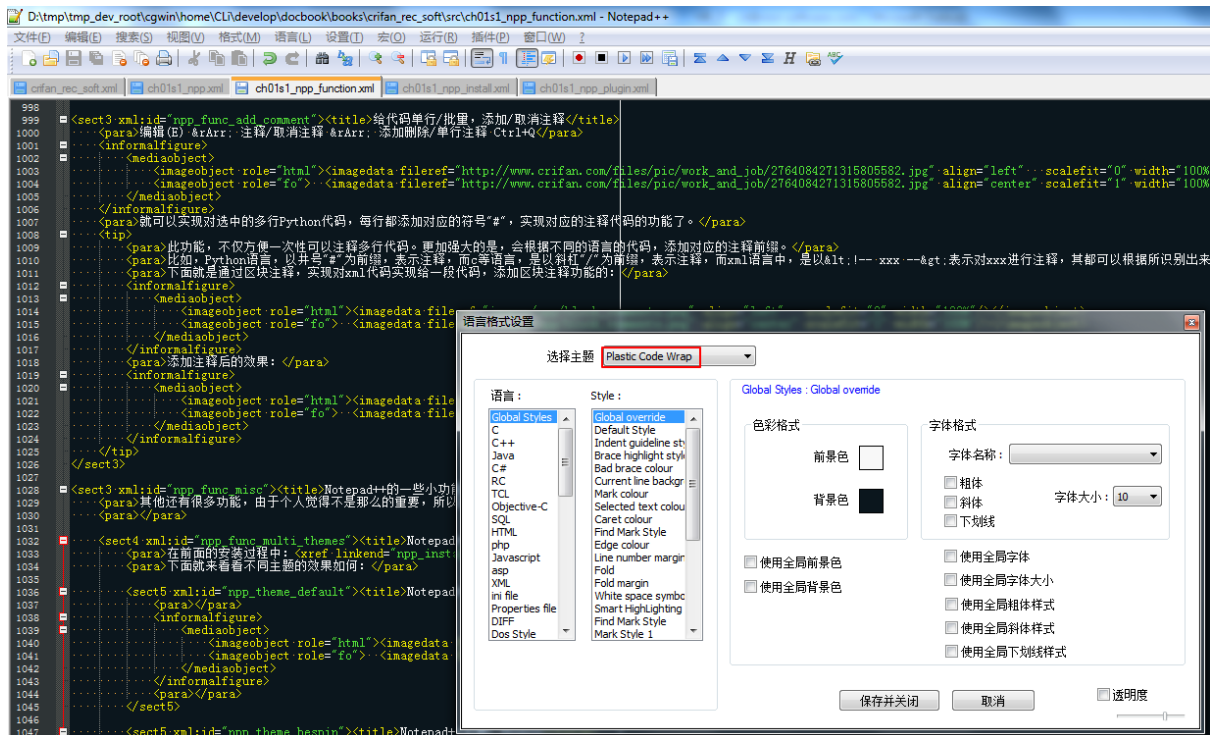 D:\tmp\tmp_dev_root\cgwin\home\CLi\develop\docbook\books\crifan_rec_soft\src\ch01s1_npp_function.xml - Notepad++
文件(F) 编辑(E) 搜索(S) 视图(V) 格式(M) 语言(L) 设置(T) 宏(O) 运行(R) 插件(P) 窗口(W) ?
crifan_rec_soft.xml ch01s1_npp.xml ch01s1_npp_function.xml ch01s1_npp_install.xml ch01s1_npp_plugin.xml
998
999 <sect3 xml:id="npp_func_add_comment"><title>给代码单行/批量，添加/取消注释</title>
1000 <para>编辑(E) &rArr; 注释/取消注释 &rArr; 添加删除/单行注释 Ctrl+Q</para>
1001 <informalfigure>
1002 <mediaobject>
1003 <imageobject role="html"><imagedata fileref="http://www.crifan.com/files/pic/work_and_job/2764084271315805582.jpg" align="left" scalefit="0" width="100%
1004 <imageobject role="fo"> <imagedata fileref="http://www.crifan.com/files/pic/work_and_job/2764084271315805582.jpg" align="center" scalefit="1" width="100%
1005 </mediaobject>
1006 </informalfigure>
1007 <para>就可以实现对选中的多行Python代码，每行都添加对应的符号"#"，实现对应的注释代码的功能了。</para>
1008 <tip>
1009 <para>此功能，不仅方便一次性可以注释多行代码。更加强大的是，会根据不同的语言的代码，添加对应的注释前缀。</para>
1010 <para>比如，Python语言，以井号"#"为前缀，表示注释，而c等语言，是以斜杠"/"为前缀，表示注释，而xml语言中，是以&lt;!-- xxx --&gt;表示对xxx进行注释，其都可以根据所识别出来
1011 <para>下面就是通过区块注释，实现对xml代码实现给一段代码，添加区块注释功能的：</para>
1012 <informalfigure>
1013 <mediaobject>
1014 <imageobject role="html"><imagedata file
1015 <imageobject role="fo"> <imagedata file
1016 </mediaobject>
1017 </informalfigure>
1018 <para>添加注释后的效果：</para>
1019 <informalfigure>
1020 <mediaobject>
1021 <imageobject role="html"><imagedata file
1022 <imageobject role="fo"> <imagedata file
1023 </mediaobject>
1024 </informalfigure>
1025 </tip>
1026 </sect3>
1027
1028 <sect3 xml:id="npp_func_misc"><title>Notepad++的一些小功
1029 <para>其他还有很多功能，由于个人觉得不是那么的重要，所以
1030 <para></para>
1031
1032 <sect4 xml:id="npp_func_multi_themes"><title>Notepad
1033 <para>在前面的安装过程中：<xref linkend="npp_inst
1034 <para>下面就来看看不同主题的效果如何：</para>
1035
1036 <sect5 xml:id="npp_theme_default"><title>Notepad
1037 <para></para>
1038 <informalfigure>
1039 <mediaobject>
1040 <imageobject role="html"><imagedata
1041 <imageobject role="fo"> <imagedata
1042 </mediaobject>
1043 </informalfigure>
1044 <para></para>
1045 </sect5>
1046
1047 <sect5 xml:id="npp_theme_bespin"><title>Notepad+
语言格式设置
选择主题 Plastic Code Wrap
语言：
Global Styles
C
C++
Java
C#
RC
TCL
Objective-C
SQL
HTML
php
Javascript
asp
XML
ini file
Properties file
DIFF
Dos Style
Style：
Global override
Default Style
Indent guideline sty
Brace highlight style
Bad brace colour
Current line backgr
Mark colour
Selected text colou
Caret colour
Find Mark Style
Edge colour
Line number margin
Fold
Fold margin
White space symbo
Smart HighLighting
Find Mark Style
Mark Style 1
Global Styles : Global override
色彩格式
前景色
背景色
使用全局前景色
使用全局背景色
字体格式
字体名称：
粗体
斜体
下划线
字体大小： 10
使用全局字体
使用全局字体大小
使用全局粗体样式
使用全局斜体样式
使用全局下划线样式
保存并关闭 取消 透明度